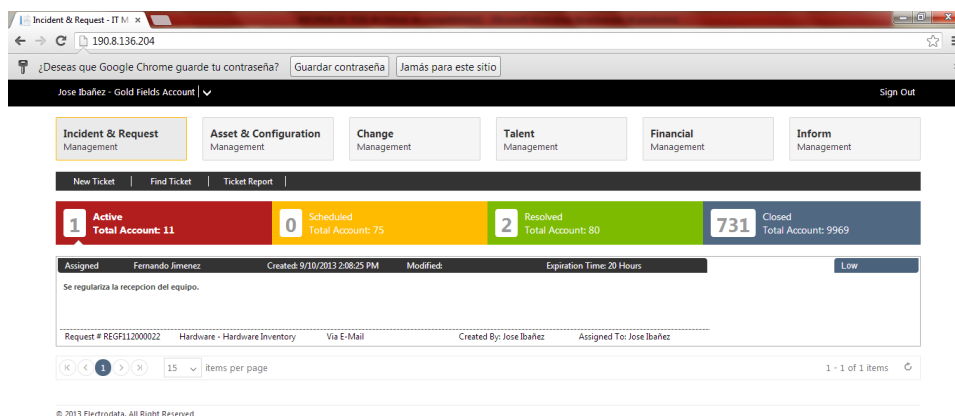 Incident & Request - IT M
190.8.136.204
¿Deseas que Google Chrome guarde tu contraseña? Guardar contraseña Jamás para este sitio
Jose Ibañez - Gold Fields Account Sign Out
Incident & Request Asset & Configuration Change Talent Financial Inform
Management Management Management Management Management Management
New Ticket Find Ticket Ticket Report
1 Active 0 Scheduled 2 Resolved 731 Closed
Total Account: 11 Total Account: 75 Total Account: 80 Total Account: 9969
Assigned Fernando Jimenez Created: 9/10/2013 2:08:25 PM Modified: Expiration Time: 20 Hours Low
Se regulariza la recepcion del equipo.
Request # REGF112000022 Hardware - Hardware Inventory Via E-Mail Created By: Jose Ibañez Assigned To: Jose Ibañez
1 15 items per page 1 - 1 of 1 items
© 2013 Electrodata. All Right Reserved